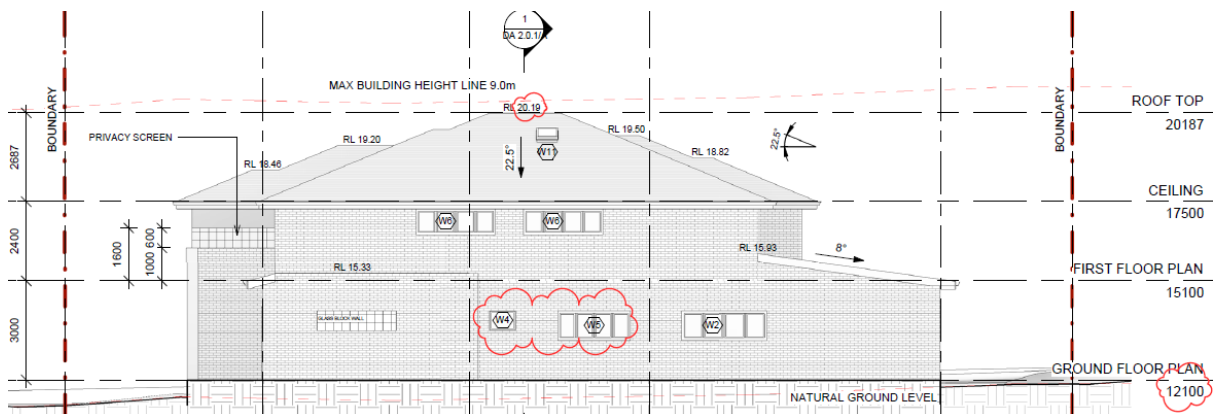 1
DA 2.0.1/A
MAX BUILDING HEIGHT LINE 9.0m
RL 20.19
ROOF TOP
20187
BOUNDARY
BOUNDARY
PRIVACY SCREEN
RL 19.20
RL 19.50
22.5°
RL 18.46
22.5°
W11
RL 18.82
2687
CEILING
17500
W6
W6
2400
1600
1000 600
RL 15.93
8°
RL 15.33
FIRST FLOOR PLAN
15100
3000
GLASS BLOCK WALL
W4
W5
W2
GROUND FLOOR PLAN
12100
NATURAL GROUND LEVEL